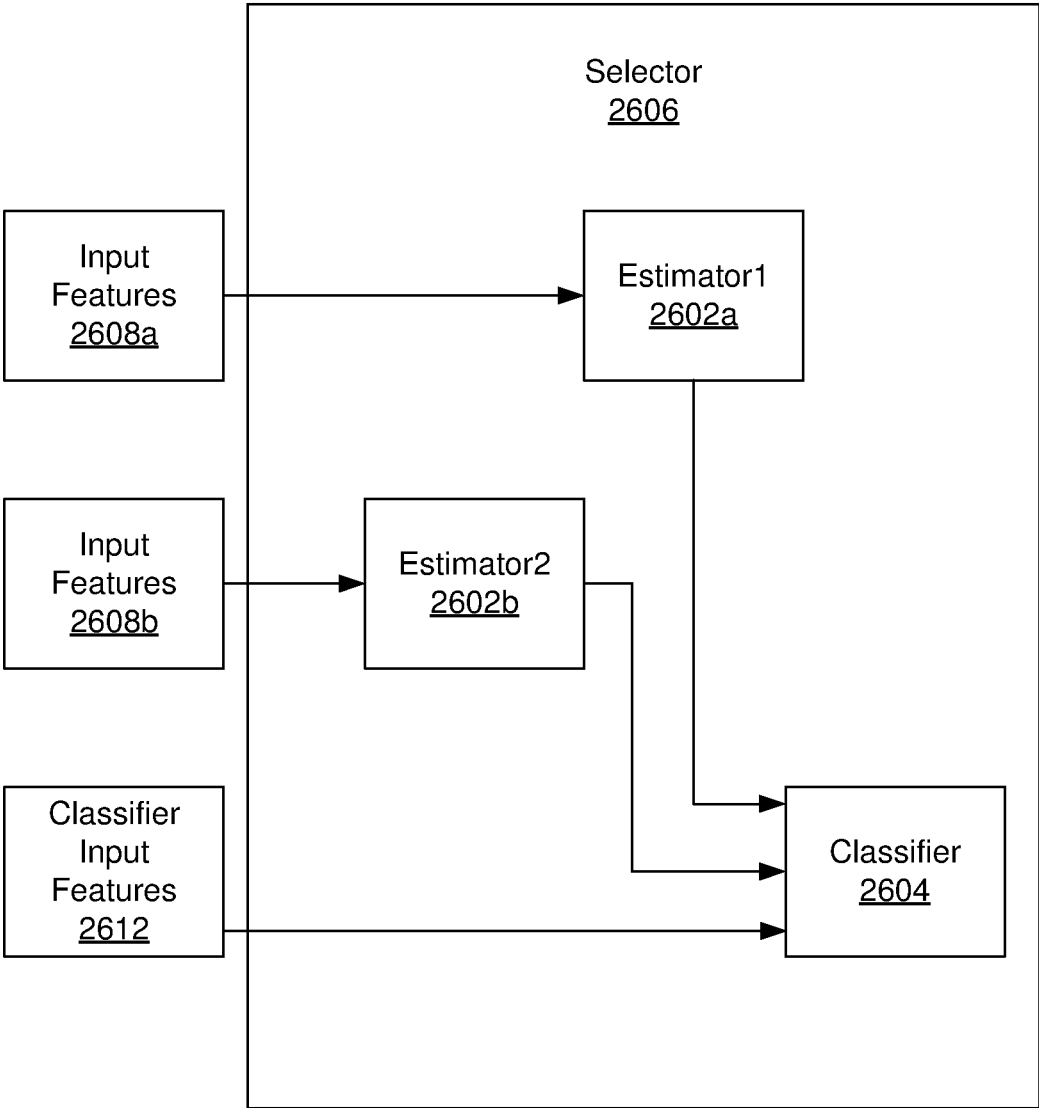 Selector
2606
Input
Features
2608a
Estimator1
2602a
Input
Features
2608b
Estimator2
2602b
Classifier
Input
Features
2612
Classifier
2604